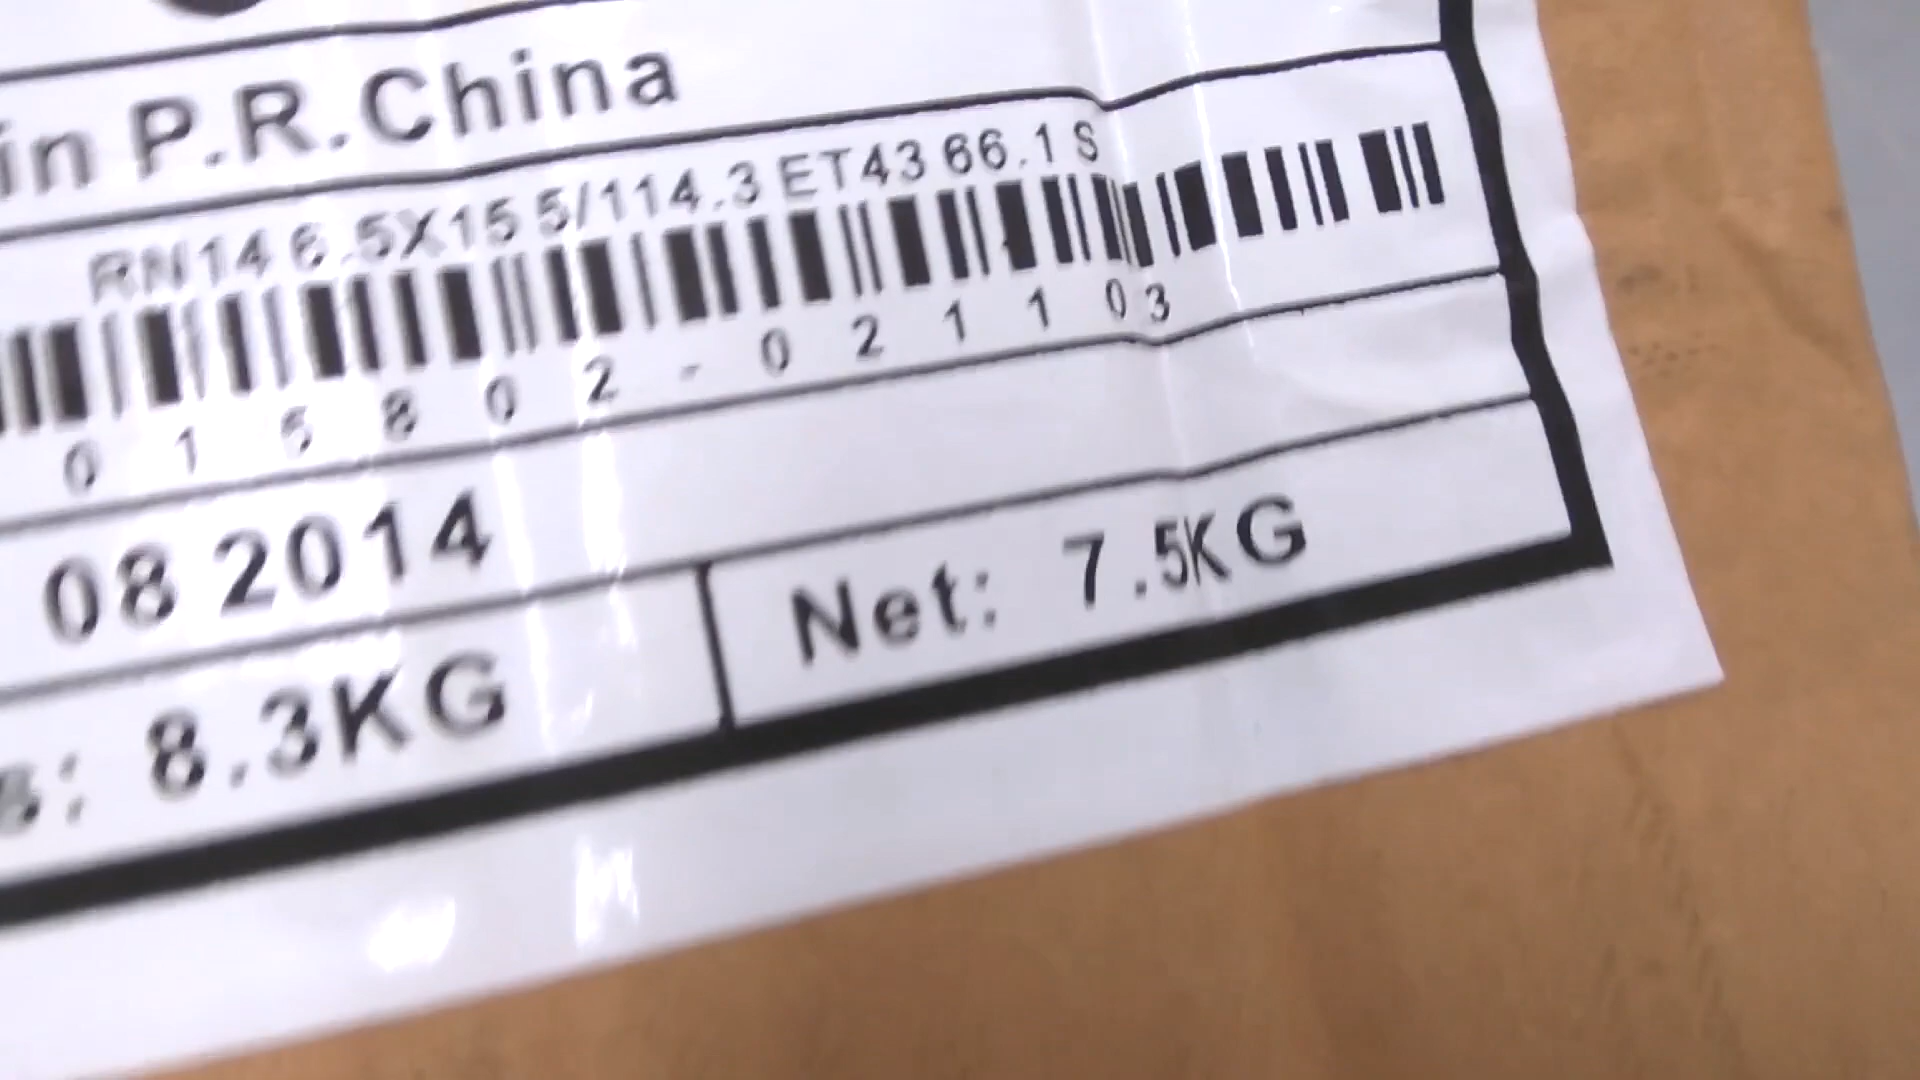 in P.R.China
RN14 6.5X15 5/114.3 ET43 66.1 S
015802-021103
08 2014
s: 8.3KG
Net: 7.5KG